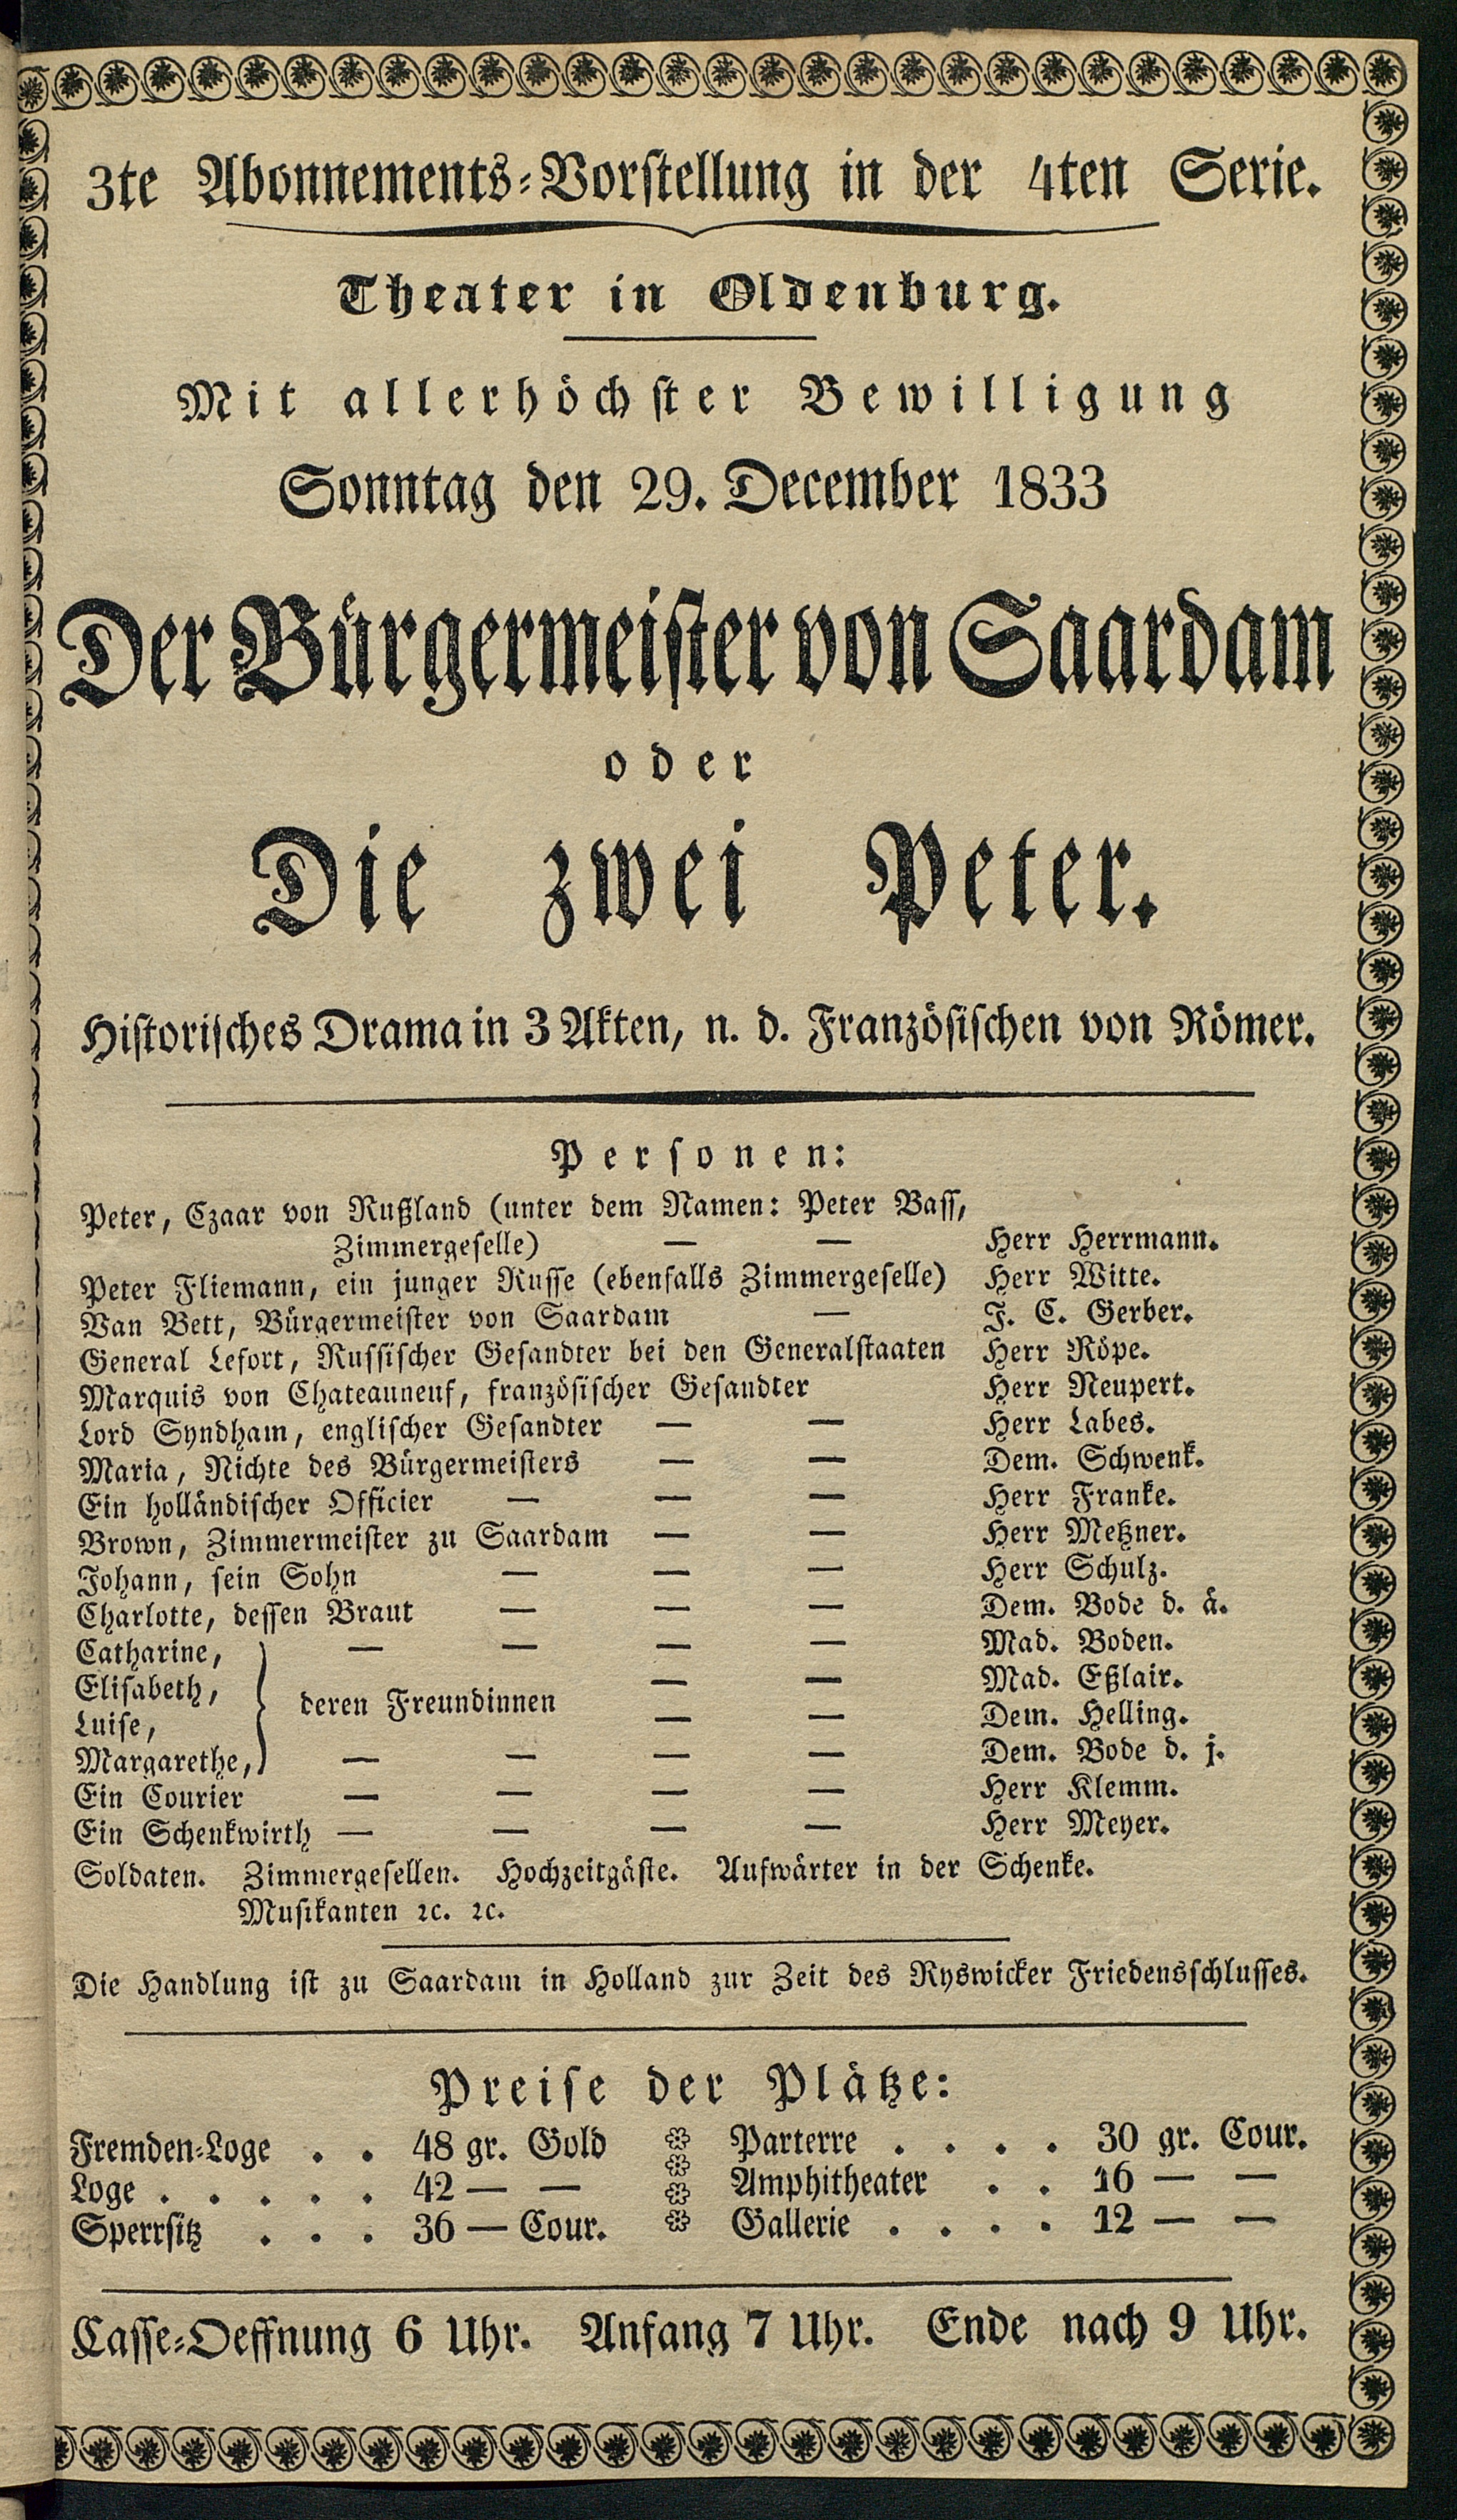 3te Abonnements-Vorstellung in der 4ten Serie.
Theater in Oldenburg.
Mit allerhöchster Bewilligung
Sonntag den 29. December 1833
Der Bürgermeister von Saardam
oder
Die zwei Peter.
Historisches Drama in 3 Akten, n. d. Französischen von Römer.
Personen:
Peter, Czaar von Rußland (unter dem Namen: Peter Bass,
Zimmergeselle) — — Herr Herrmann.
Peter Fliemann, ein junger Russe (ebenfalls Zimmergeselle) Herr Witte.
Van Bett, Bürgermeister von Saardam — J. C. Gerber.
General Lefort, Russischer Gesandter bei den Generalstaaten Herr Röpe.
Marquis von Chateauneuf, französischer Gesandter Herr Neupert.
Lord Syndham, englischer Gesandter — — Herr Labes.
Maria, Nichte des Bürgermeisters — — Dem. Schwenk.
Ein holländischer Officier — — — Herr Franke.
Brown, Zimmermeister zu Saardam — — Herr Metzner.
Johann, sein Sohn — — — Herr Schulz.
Charlotte, dessen Braut — — — Dem. Bode d. ä.
Catharine, — — — — Mad. Boden.
Elisabeth, — — Mad. Eßlair.
deren Freundinnen
Luise, — — Dem. Helling.
Margarethe, — — — — Dem. Bode d. j.
Ein Courier — — — — Herr Klemm.
Ein Schenkwirth — — — — Herr Meyer.
Soldaten. Zimmergesellen. Hochzeitgäste. Aufwärter in der Schenke.
Musikanten ꝛc. ꝛc.
Die Handlung ist zu Saardam in Holland zur Zeit des Ryswicker Friedensschlusses.
Preise der Plätze:
Fremden-Loge . . 48 gr. Gold Parterre . . . . 30 gr. Cour.
Loge . . . . . 42 — — Amphitheater . . 16 — —
Sperrsitz . . . 36 — Cour. Gallerie . . . . 12 — —
Casse-Oeffnung 6 Uhr. Anfang 7 Uhr. Ende nach 9 Uhr.